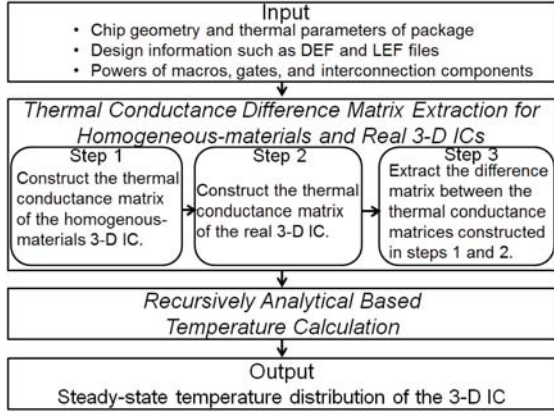 Input
• Chip geometry and thermal parameters of package
• Design information such as DEF and LEF files
• Powers of macros, gates, and interconnection components
Thermal Conductance Difference Matrix Extraction for
Homogeneous-materials and Real 3-D ICs
Step 1
Construct the thermal
conductance matrix
of the homogenous-
materials 3-D IC.
Step 2
Construct the thermal
conductance matrix
of the real 3-D IC.
Step 3
Extract the difference
matrix between the
thermal conductance
matrices constructed
in steps 1 and 2.
Recursively Analytical Based
Temperature Calculation
Output
Steady-state temperature distribution of the 3-D IC